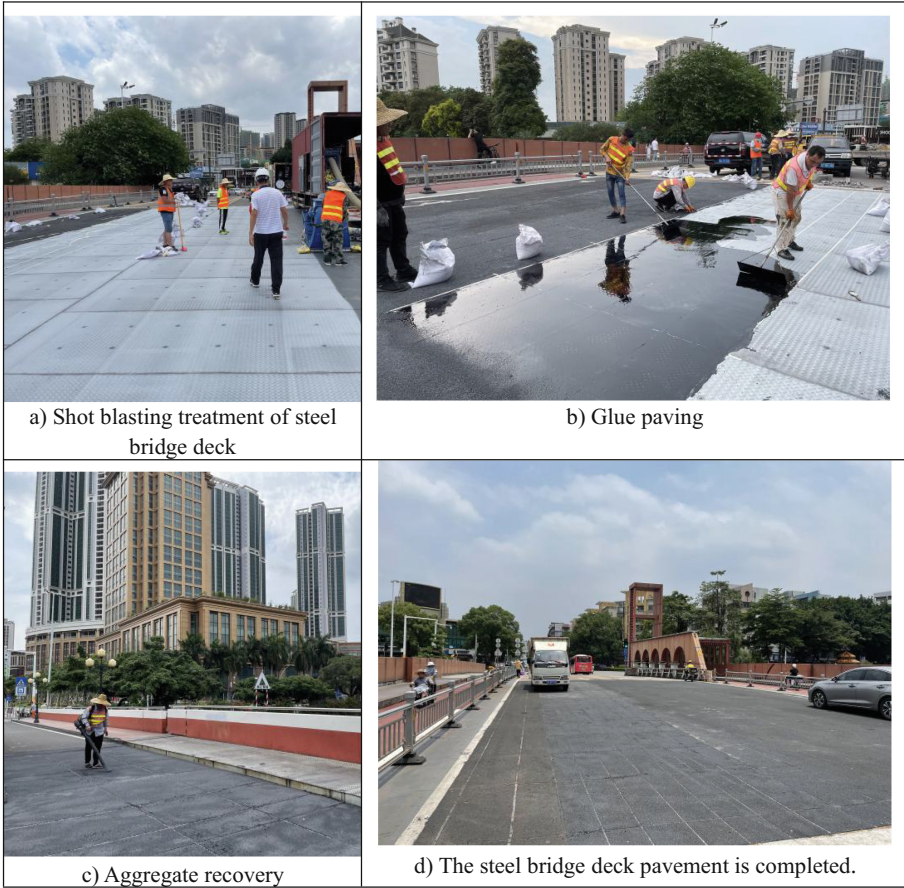 a) Shot blasting treatment of steel
bridge deck
b) Glue paving
c) Aggregate recovery
d) The steel bridge deck pavement is completed.